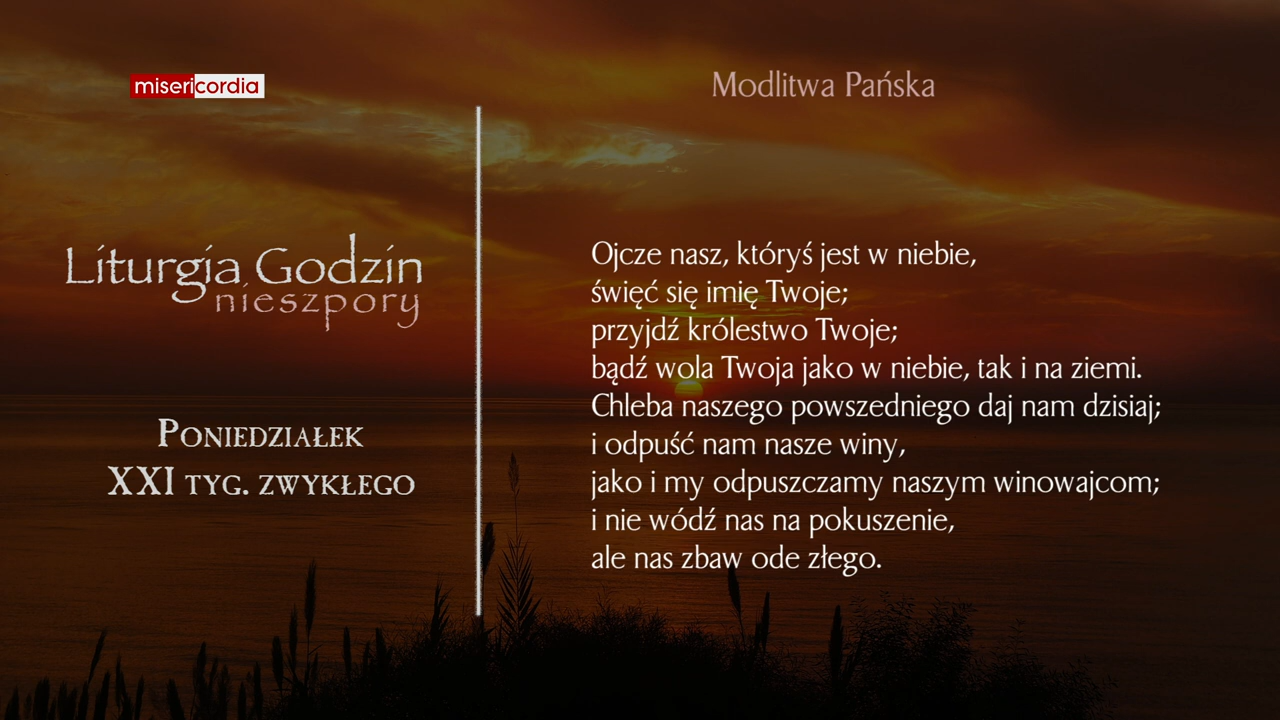 misericordia
Liturgia Godzin
nieszpory
Poniedziałek
XXI tyg. zwykłego
Modlitwa Pańska
Ojcze nasz, któryś jest w niebie,
święć się imię Twoje;
przyjdź królestwo Twoje;
bądź wola Twoja jako w niebie, tak i na ziemi.
Chleba naszego powszedniego daj nam dzisiaj;
i odpuść nam nasze winy,
jako i my odpuszczamy naszym winowajcom;
i nie wódź nas na pokuszenie,
ale nas zbaw ode złego.